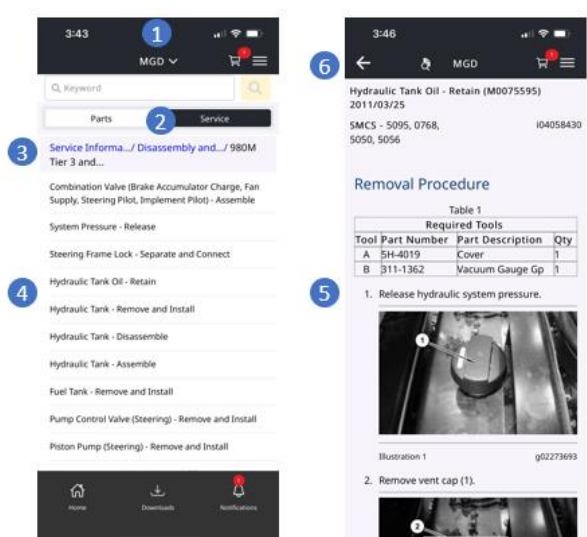 3:43
1
MGD
Keyword
Parts
2
Service
3
Service Informa.../ Disassembly and.../ 980M
Tier 3 and...
Combination Valve (Brake Accumulator Charge, Fan
Supply, Steering Pilot, Implement Pilot) - Assemble
System Pressure - Release
Steering Frame Lock - Separate and Connect
4
Hydraulic Tank Oil - Retain
Hydraulic Tank - Remove and Install
Hydraulic Tank - Disassemble
Hydraulic Tank - Assemble
Fuel Tank - Remove and Install
Pump Control Valve (Steering) - Remove and Install
Piston Pump (Steering) - Remove and Install
Home Downloads Notifications
3:46
6
MGD
Hydraulic Tank Oil - Retain (M0075595)
2011/03/25
SMCS - 5095, 0768, i04058430
5050, 5056
Removal Procedure
Table 1
Required Tools
Tool Part Number Part Description Qty
A 5H-4019 Cover 1
B 311-1362 Vacuum Gauge Gp 1
5
1. Release hydraulic system pressure.
1
Illustration 1 g02273693
2. Remove vent cap (1).
2